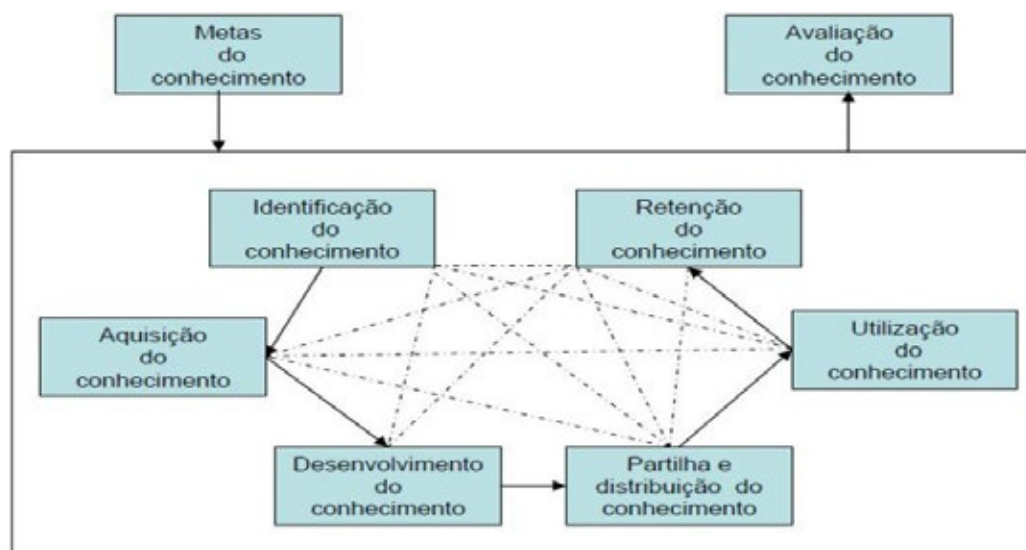 Metas
do
conhecimento
Avaliação
do
conhecimento
Identificação
do
conhecimento
Retenção
do
conhecimento
Aquisição
do
conhecimento
Utilização
do
conhecimento
Desenvolvimento
do
conhecimento
Partilha e
distribuição do
conhecimento